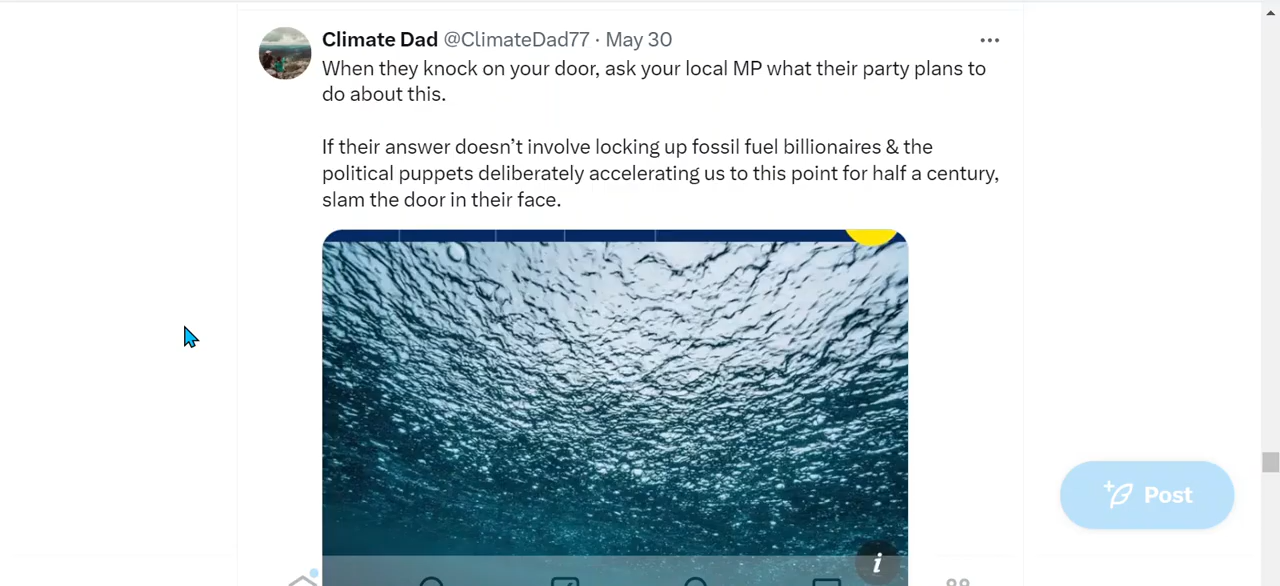 Climate Dad @ClimateDad77 · May 30
When they knock on your door, ask your local MP what their party plans to
do about this.
If their answer doesn’t involve locking up fossil fuel billionaires & the
political puppets deliberately accelerating us to this point for half a century,
slam the door in their face.
i
Post